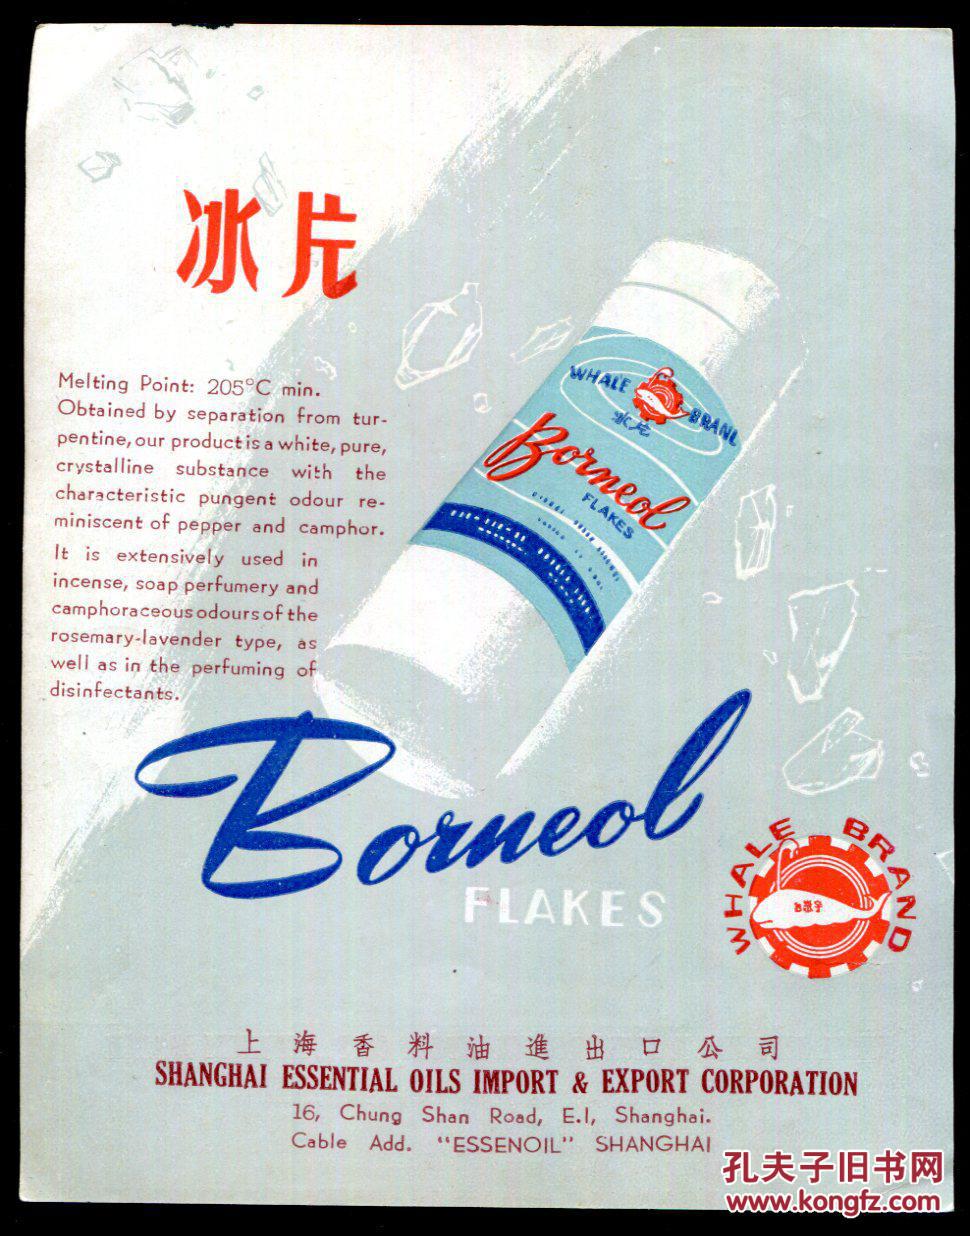 冰片
Melting Point: 205°C min.
Obtained by separation from tur-
pentine, our product is a white, pure,
crystalline substance with the
characteristic pungent odour re-
miniscent of pepper and camphor.
It is extensively used in
incense, soap perfumery and
camphoraceous odours of the
rosemary-lavender type, as
well as in the perfuming of
disinfectants.
WHALE BRAND
冰片
Borneol
FLAKES
Borneol
FLAKES
WHALE BRAND
上海香料油進出口公司
SHANGHAI ESSENTIAL OILS IMPORT & EXPORT CORPORATION
16, Chung Shan Road, E.I, Shanghai.
Cable Add. "ESSENOIL" SHANGHAI
孔夫子旧书网
www.kongfz.com